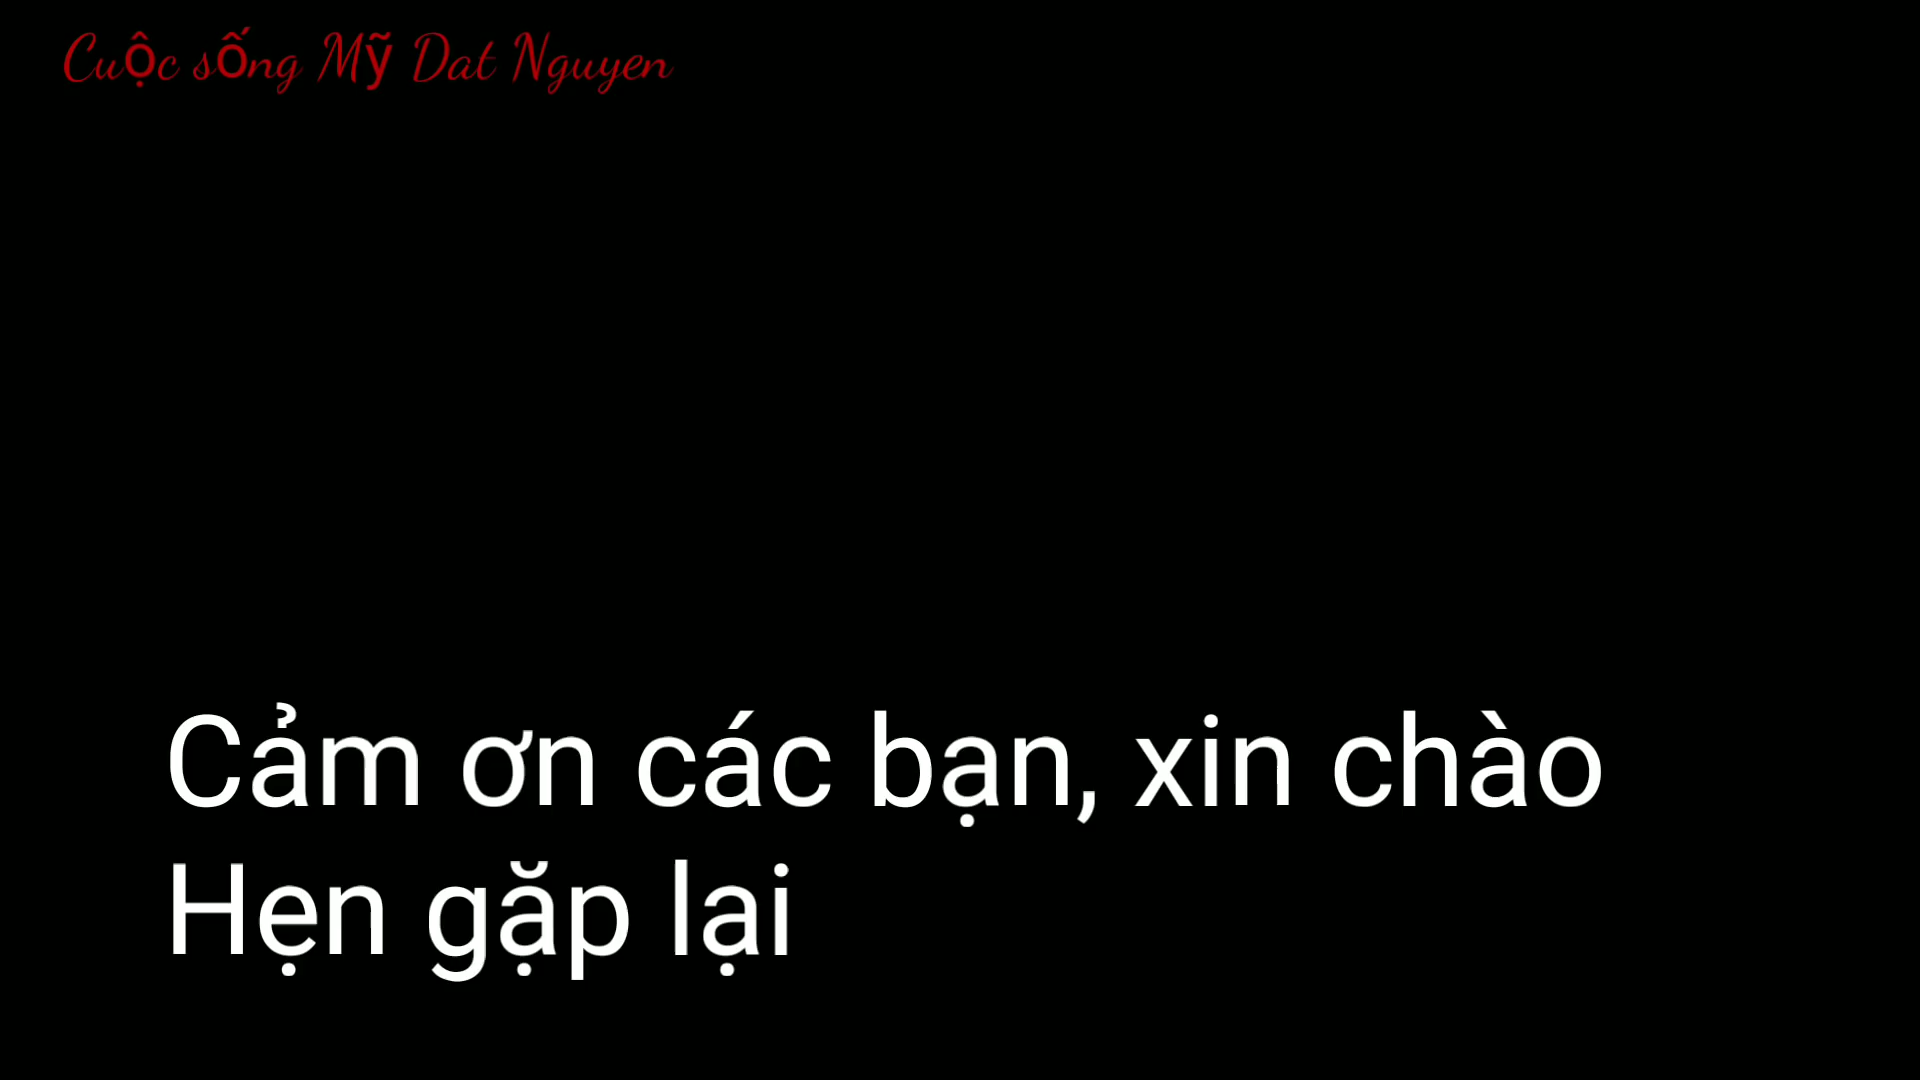 Cuộc sống Mỹ Dat Nguyen
Cảm ơn các bạn, xin chào
Hẹn gặp lại